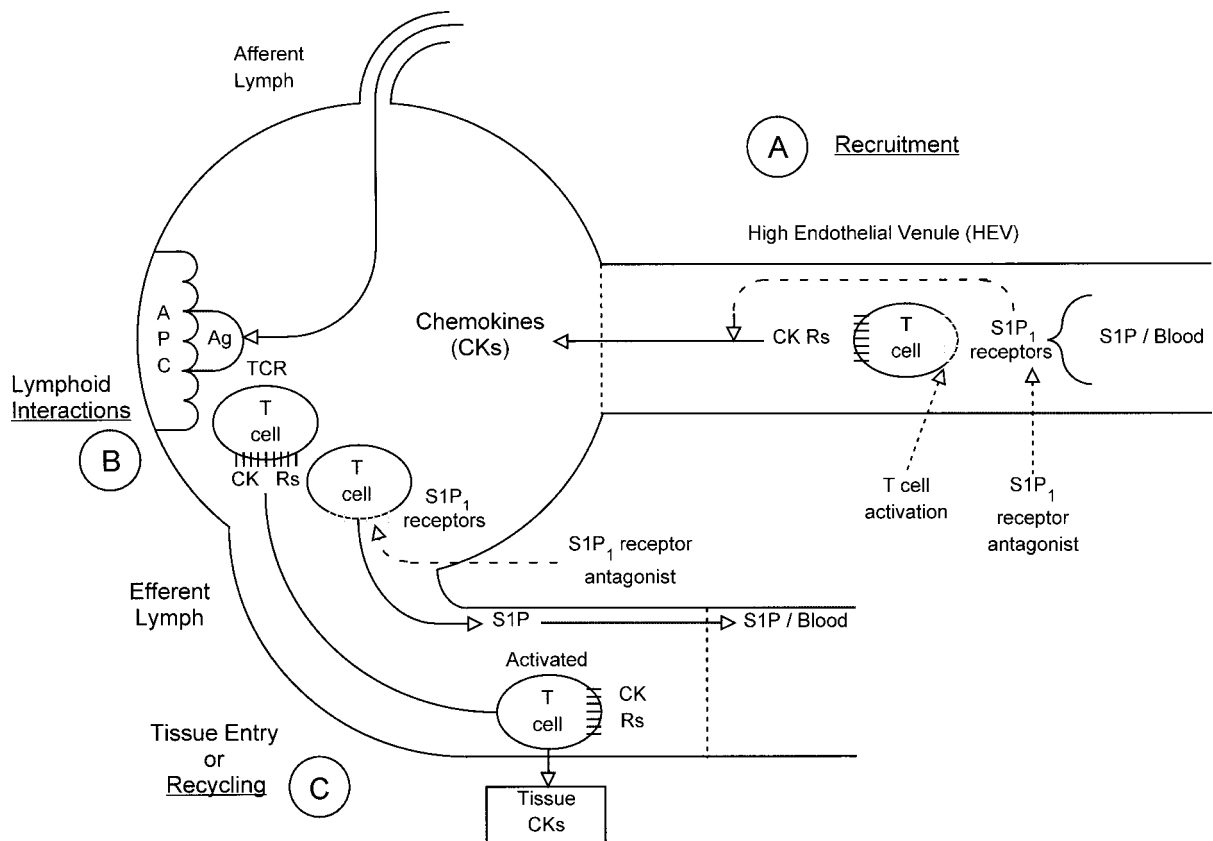 Afferent
Lymph
A
Recruitment
High Endothelial Venule (HEV)
A
P
C
Ag
TCR
Chemokines
(CKs)
CK Rs
T
cell
S1P1
receptors
S1P / Blood
Lymphoid
Interactions
B
T
cell
CK Rs
T
cell
S1P1
receptors
T cell
activation
S1P1
receptor
antagonist
S1P1 receptor
antagonist
Efferent
Lymph
S1P
S1P / Blood
Activated
T
cell
CK
Rs
Tissue Entry
or
Recycling
C
Tissue
CKs